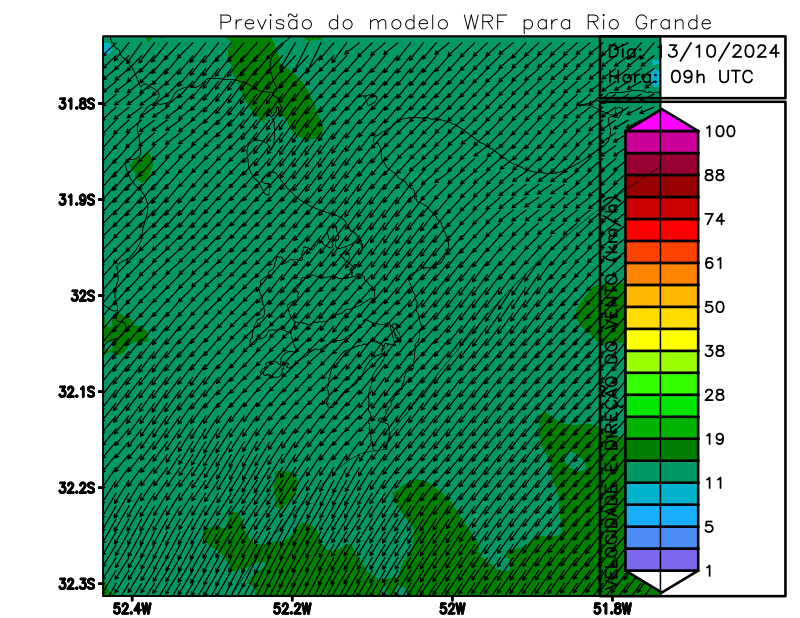 Previsão do modelo WRF para Rio Grande
Dia: 13/10/2024
Hora: 09h UTC
VELOCIDADE E DIREÇÃO DO VENTO (km/h)
100
88
74
61
50
38
28
19
11
5
1
31.8S
31.9S
32S
32.1S
32.2S
32.3S
52.4W 52.2W 52W 51.8W